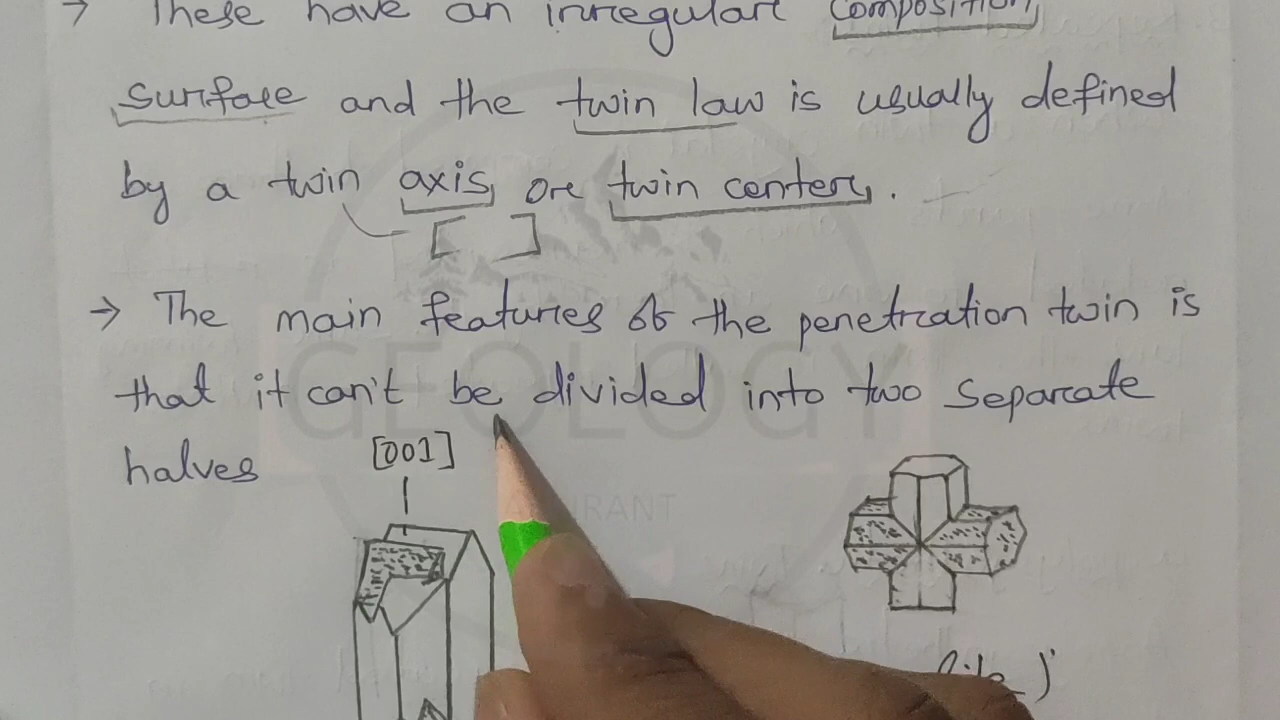 → These have an irregular composition
surface and the twin law is usually defined
by a twin axis, or twin center.
[ ]
→ The main features of the penetration twin is
that it can't be divided into two separate
halves
[001]
GEOLOGY